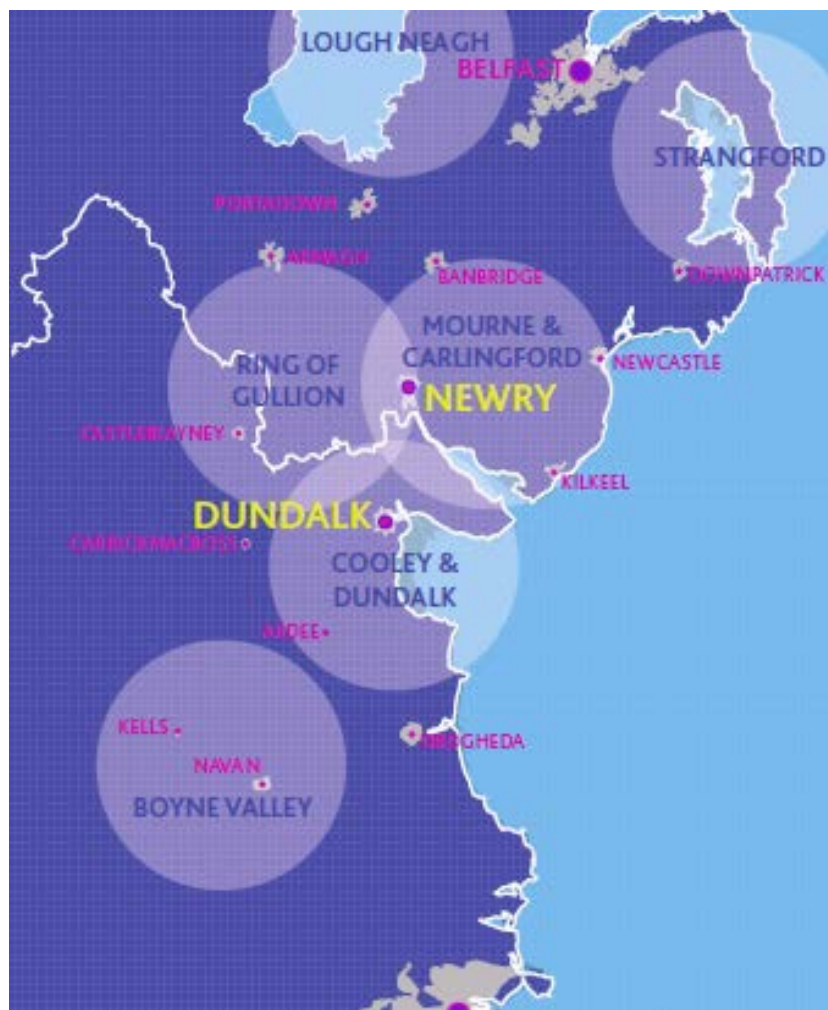 LOUGH NEAGH
BELFAST
STRANGFORD
PORTADOWN
ARMAGH
BANBRIDGE
DOWNPATRICK
MOURNE &
CARLINGFORD
NEWCASTLE
RING OF
GULLION
NEWRY
CASTLEBLAYNEY
KILKEEL
DUNDALK
CARRICKMACROSS
COOLEY &
DUNDALK
ARDEE
KELLS
DROGHEDA
NAVAN
BOYNE VALLEY